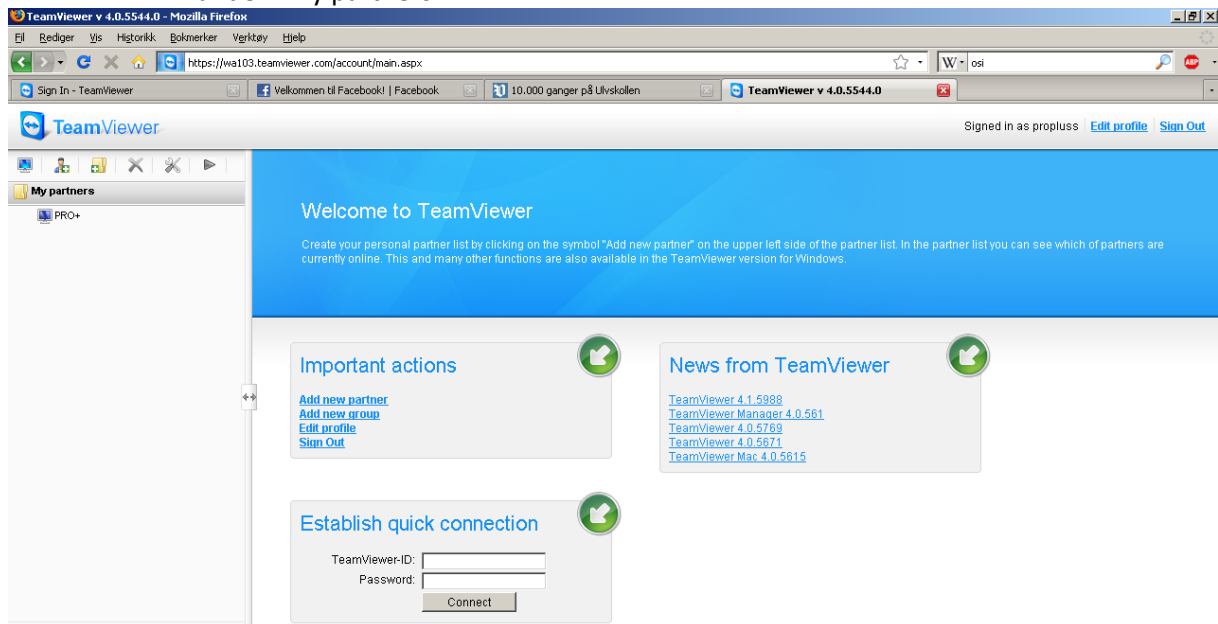 TeamViewer v 4.0.5544.0 - Mozilla Firefox
Fil Rediger Vis Historikk Bokmerker Verktøy Hjelp
https://wa103.teamviewer.com/account/main.aspx W osi ABP
Sign In - TeamViewer Velkommen til Facebook! | Facebook 10.000 ganger på Ulvskollen TeamViewer v 4.0.5544.0
TeamViewer Signed in as propluss Edit profile Sign Out
My partners
PRO+
Welcome to TeamViewer
Create your personal partner list by clicking on the symbol "Add new partner" on the upper left side of the partner list. In the partner list you can see which of partners are
currently online. This and many other functions are also available in the TeamViewer version for Windows.
Important actions
Add new partner
Add new group
Edit profile
Sign Out
News from TeamViewer
TeamViewer 4.1.5988
TeamViewer Manager 4.0.561
TeamViewer 4.0.5769
TeamViewer 4.0.5671
TeamViewer Mac 4.0.5615
Establish quick connection
TeamViewer-ID:
Password:
Connect